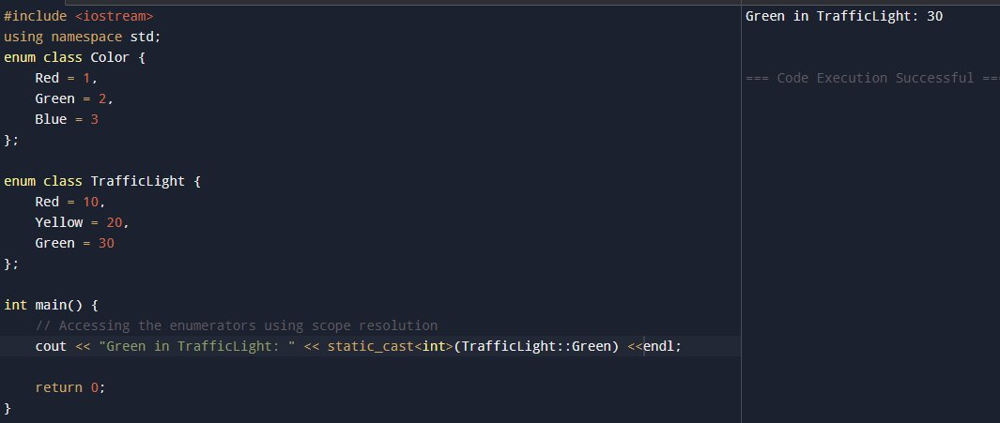 #include <iostream>
using namespace std;
enum class Color {
    Red = 1,
    Green = 2,
    Blue = 3
};
enum class TrafficLight {
    Red = 10,
    Yellow = 20,
    Green = 30
};
int main() {
    // Accessing the enumerators using scope resolution
    cout << "Green in TrafficLight: " << static_cast<int>(TrafficLight::Green) <<endl;
    return 0;
}
Green in TrafficLight: 30
=== Code Execution Successful ===